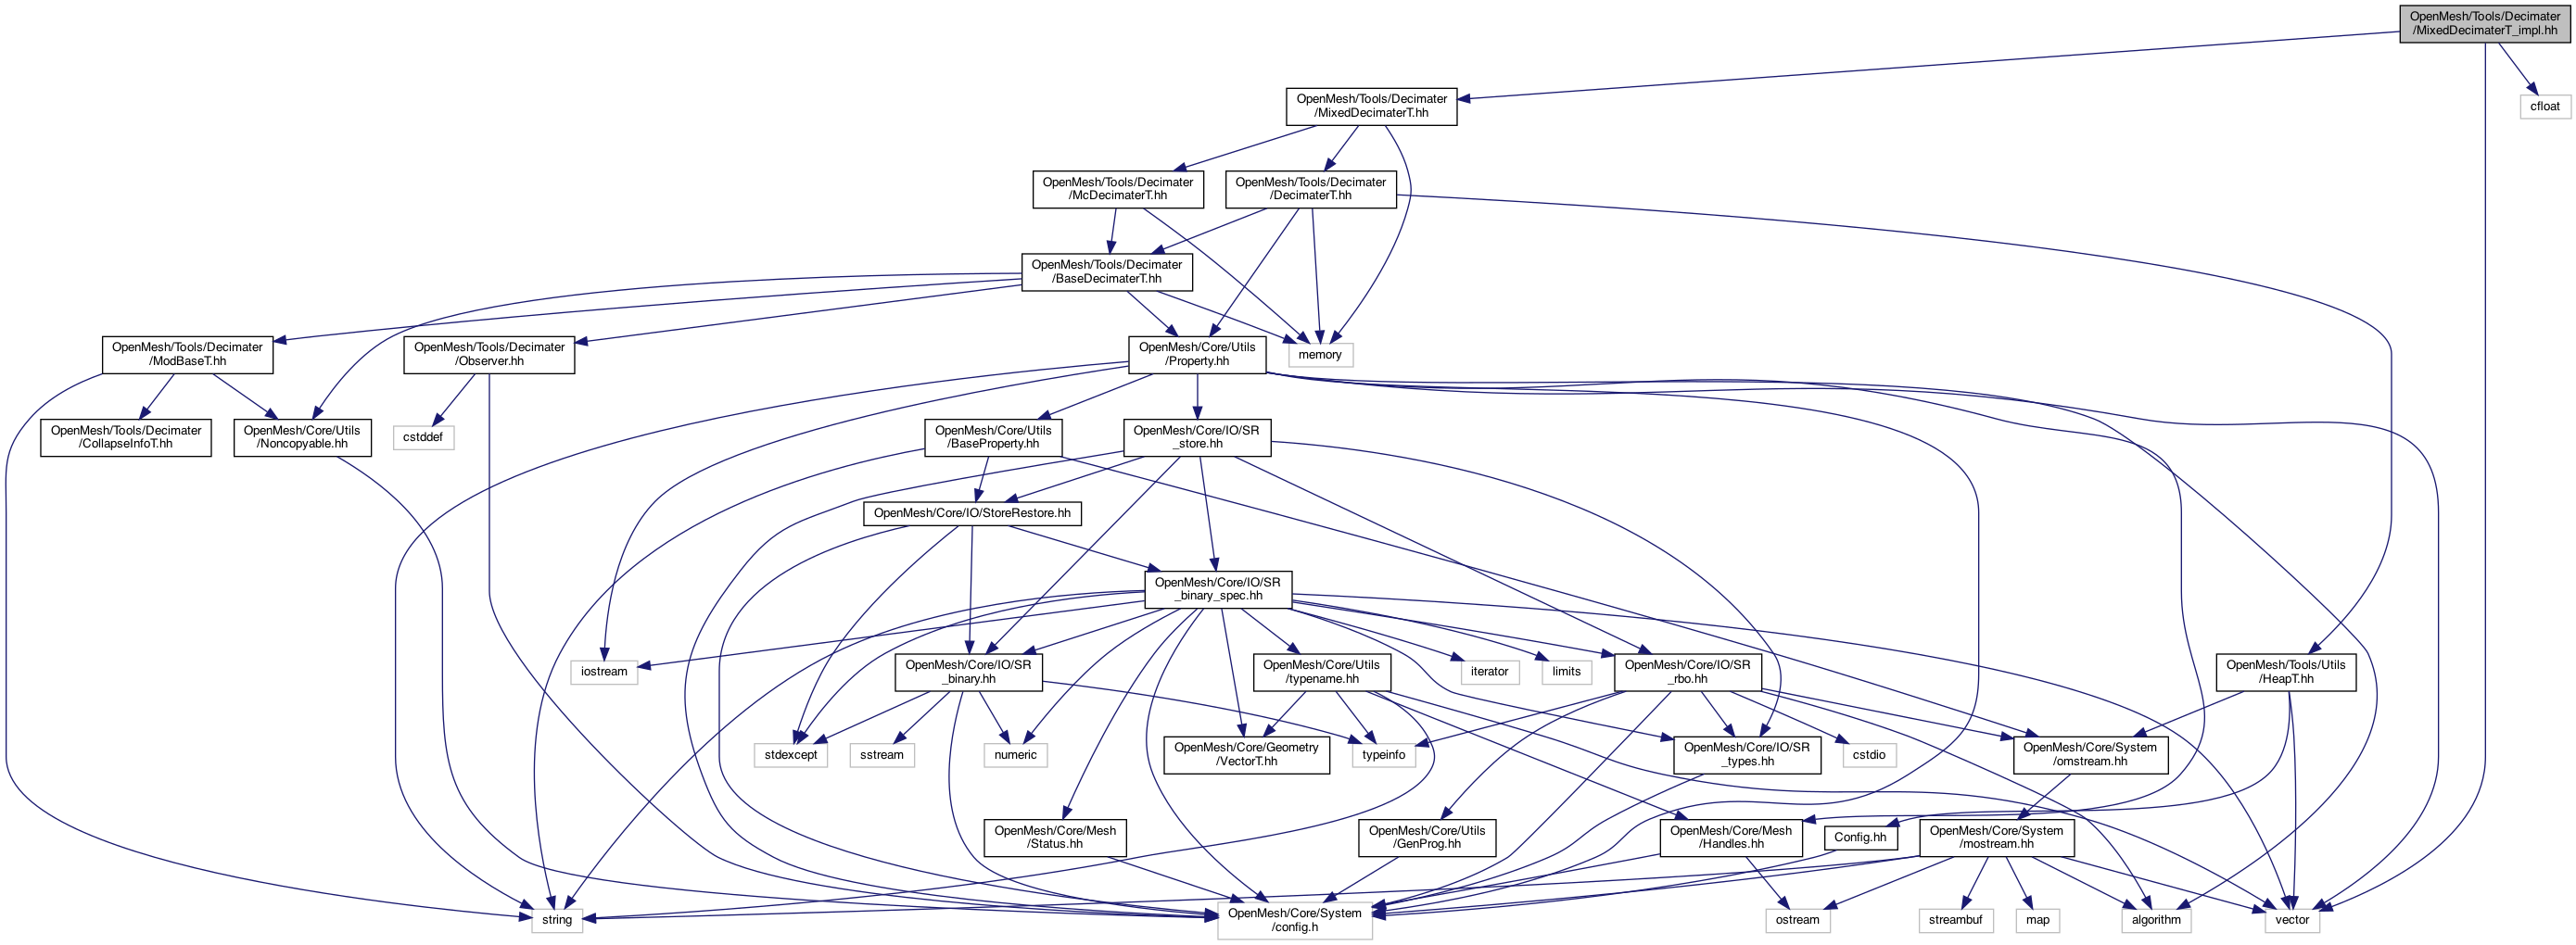 OpenMesh/Tools/Decimater
/MixedDecimaterT_impl.hh
OpenMesh/Tools/Decimater
/MixedDecimaterT.hh
cfloat
OpenMesh/Tools/Decimater
/McDecimaterT.hh
OpenMesh/Tools/Decimater
/DecimaterT.hh
OpenMesh/Tools/Decimater
/BaseDecimaterT.hh
OpenMesh/Tools/Decimater
/ModBaseT.hh
OpenMesh/Tools/Decimater
/Observer.hh
OpenMesh/Core/Utils
/Property.hh
memory
OpenMesh/Tools/Decimater
/CollapseInfoT.hh
OpenMesh/Core/Utils
/Noncopyable.hh
cstddef
OpenMesh/Core/Utils
/BaseProperty.hh
OpenMesh/Core/IO/SR
_store.hh
OpenMesh/Core/IO/StoreRestore.hh
OpenMesh/Core/IO/SR
_binary_spec.hh
iostream
OpenMesh/Core/IO/SR
_binary.hh
OpenMesh/Core/Utils
/typename.hh
iterator
limits
OpenMesh/Core/IO/SR
_rbo.hh
OpenMesh/Tools/Utils
/HeapT.hh
stdexcept
sstream
numeric
OpenMesh/Core/Geometry
/VectorT.hh
typeinfo
OpenMesh/Core/IO/SR
_types.hh
cstdio
OpenMesh/Core/System
/omstream.hh
OpenMesh/Core/Mesh
/Status.hh
OpenMesh/Core/Utils
/GenProg.hh
OpenMesh/Core/Mesh
/Handles.hh
Config.hh
OpenMesh/Core/System
/mostream.hh
string
OpenMesh/Core/System
/config.h
ostream
streambuf
map
algorithm
vector